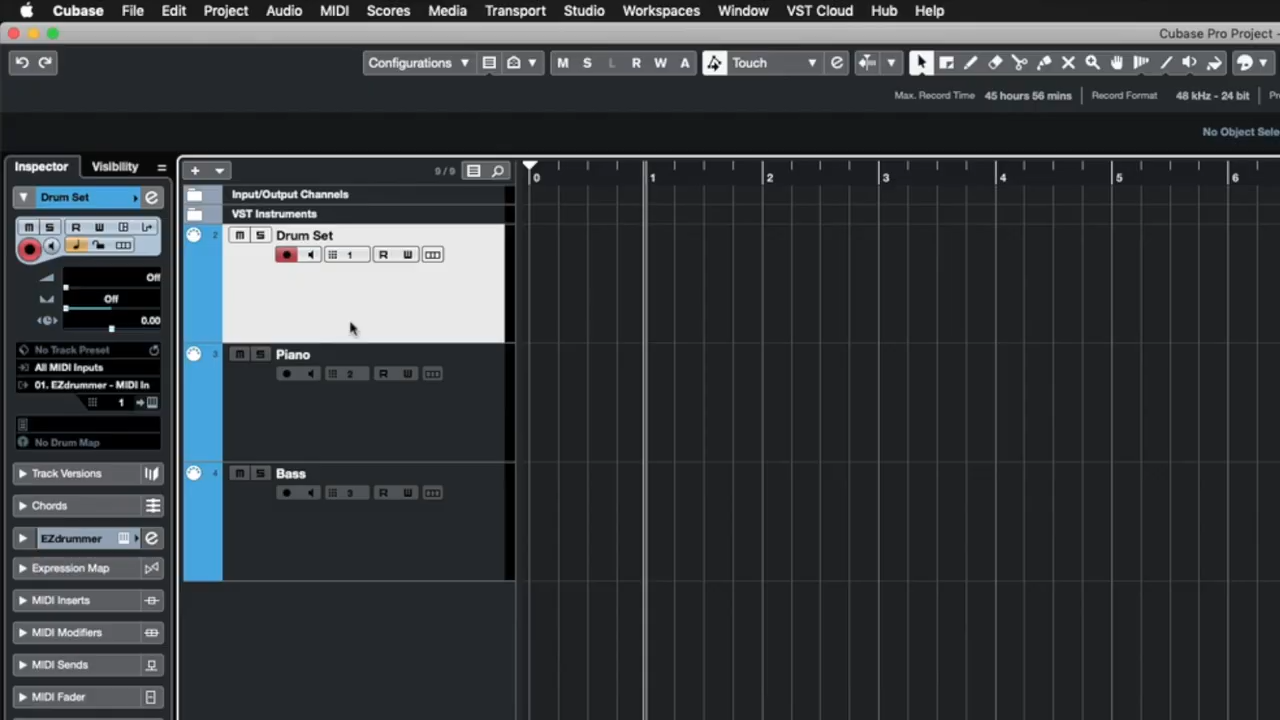 Cubase File Edit Project Audio MIDI Scores Media Transport Studio Workspaces Window VST Cloud Hub Help
Cubase Pro Project -
Configurations M S L R W A Touch
Max. Record Time 45 hours 56 mins Record Format 48 kHz - 24 bit
No Object Sele
Inspector Visibility 9/9 0 1 2 3 4 5 6
Drum Set
Input/Output Channels
VST Instruments
M S R W
2 M S Drum Set
1 R W
Off
Off
0.00
No Track Preset
All MIDI Inputs
01. EZdrummer - MIDI In
1
No Drum Map
3 M S Piano
2 R W
4 M S Bass
3 R W
Track Versions
Chords
EZdrummer
Expression Map
MIDI Inserts
MIDI Modifiers
MIDI Sends
MIDI Fader